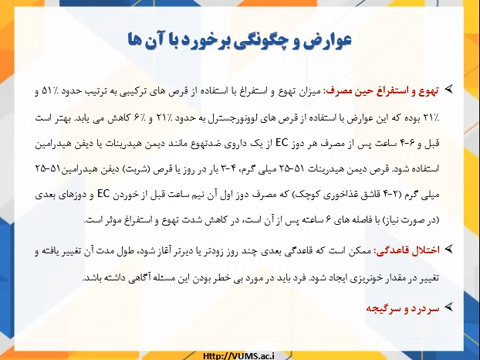 عوارض و چگونگی برخورد با آن ها
تهوع و استفراغ حین مصرف: میزان تهوع و استفراغ با استفاده از قرص های ترکیبی به ترتیب حدود ۵۱٪ و
۲۱٪ بوده که این عوارض با استفاده از قرص های لوونورجسترل به حدود ۲۱٪ و ۶٪ کاهش می یابد. بهتر است
قبل و ۶-۴ ساعت پس از مصرف هر دوز EC از یک داروی ضدتهوع مانند دیمن هیدرینات یا دیفن هیدرامین
استفاده شود. قرص دیمن هیدرینات ۵۱-۲۵ میلی گرم، ۴-۳ بار در روز یا قرص (شربت) دیفن هیدرامین۵۱-۲۵
میلی گرم (۴-۲ قاشق غذاخوری کوچک) که مصرف دوز اول آن نیم ساعت قبل از خوردن EC و دوزهای بعدی
(در صورت نیاز) با فاصله های ۶ ساعته پس از آن است، در کاهش شدت تهوع و استفراغ موثر است.
اختلال قاعدگی: ممکن است که قاعدگی بعدی چند روز زودتر یا دیرتر آغاز شود، طول مدت آن تغییر یافته و
تغییر در مقدار خونریزی ایجاد شود. فرد باید در مورد بی خطر بودن این مسئله آگاهی داشته باشد.
سردرد و سرگیجه
Http://VUMS.ac.i